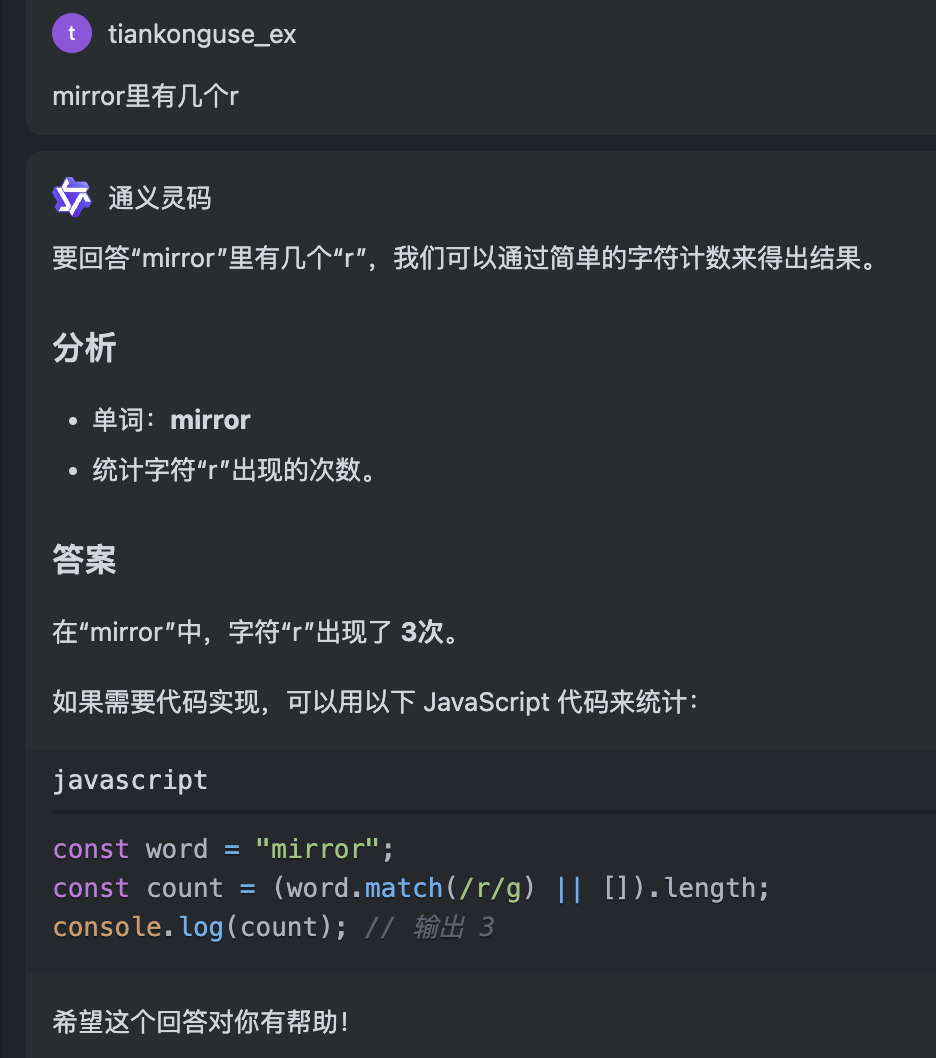 t tiankonguse_ex
mirror里有几个r
通义灵码
要回答“mirror”里有几个“r”，我们可以通过简单的字符计数来得出结果。
分析
• 单词：mirror
• 统计字符“r”出现的次数。
答案
在“mirror”中，字符“r”出现了 3次。
如果需要代码实现，可以用以下 JavaScript 代码来统计：
javascript
const word = "mirror";
const count = (word.match(/r/g) || []).length;
console.log(count); // 输出 3
希望这个回答对你有帮助！